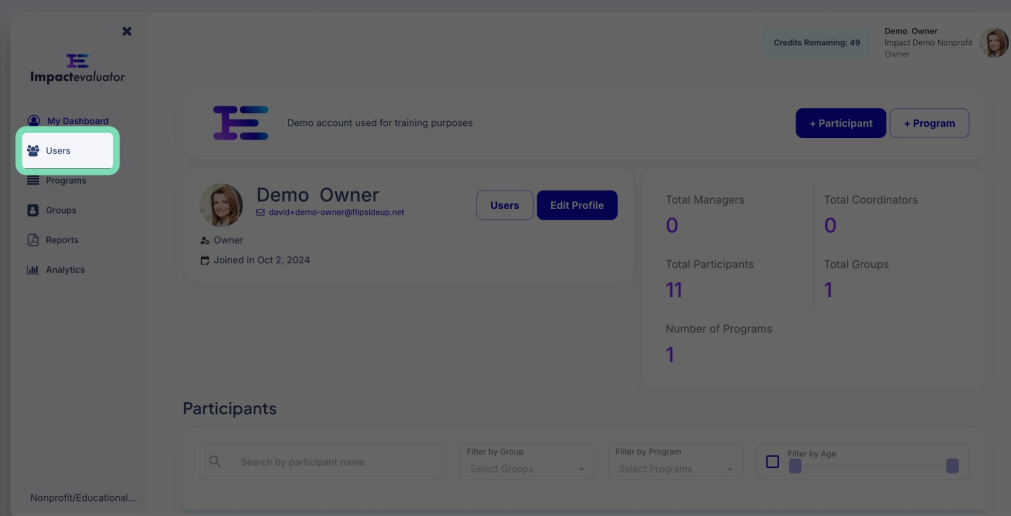 Impactevaluator
My Dashboard
Users
Programs
Groups
Reports
Analytics
Nonprofit/Educational...
Credits Remaining: 49
Demo Owner
Impact Demo Nonprofit
Owner
Demo account used for training purposes
+ Participant
+ Program
Demo Owner
david+demo-owner@flipsideup.net
Owner
Joined in Oct 2, 2024
Users
Edit Profile
Total Managers
0
Total Coordinators
0
Total Participants
11
Total Groups
1
Number of Programs
1
Participants
Search by participant name
Filter by Group
Select Groups
Filter by Program
Select Programs
Filter by Age